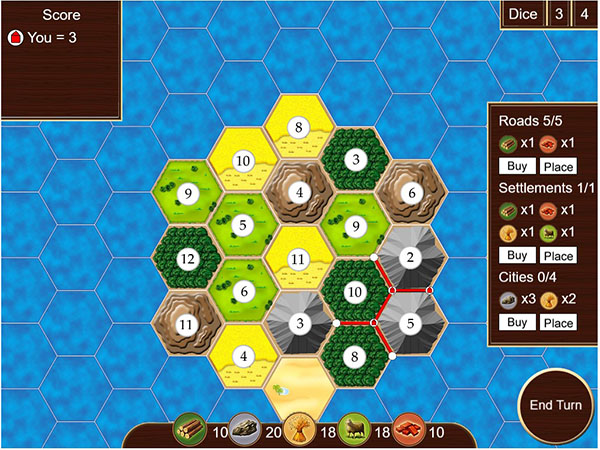 Score
You = 3
Dice 3 4
8
10
3
9
4
6
5
9
12
11
2
6
10
11
3
5
4
8
Roads 5/5
x1 x1
Buy Place
Settlements 1/1
x1 x1
x1 x1
Buy Place
Cities 0/4
x3 x2
Buy Place
End Turn
10 20 18 18 10